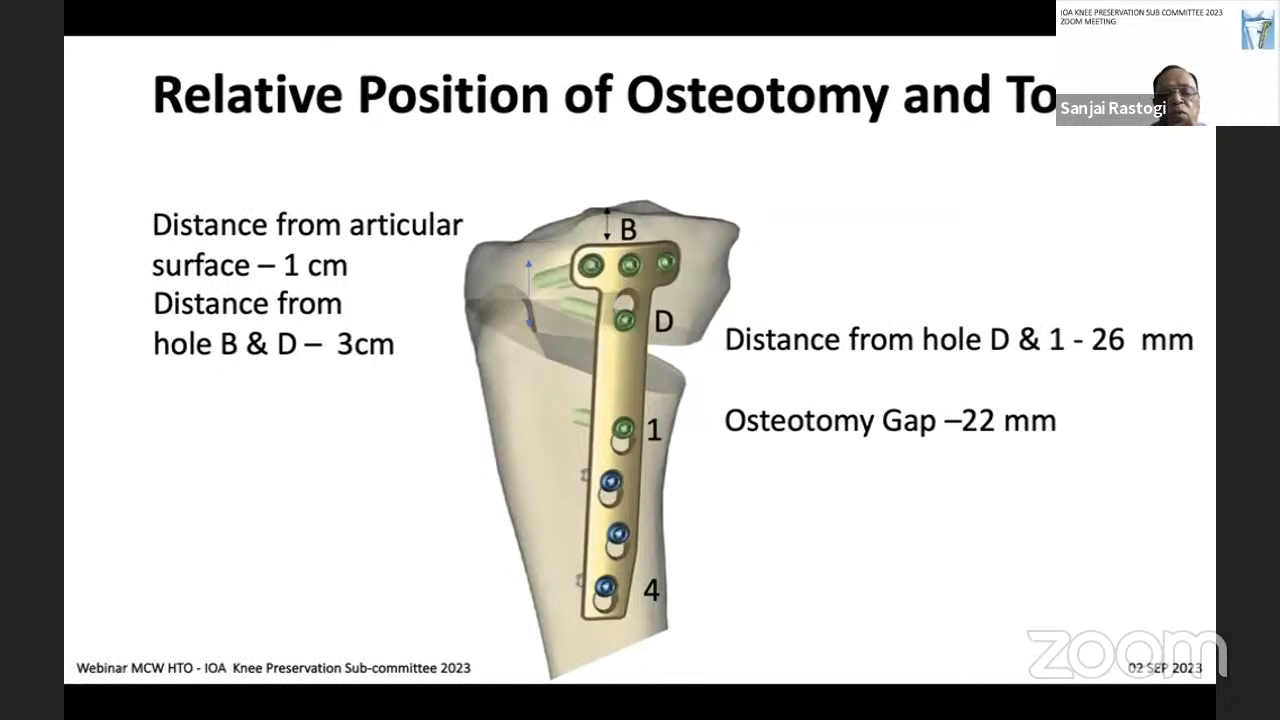 IOA KNEE PRESERVATION SUB COMMITTEE 2023
ZOOM MEETING
Sanjai Rastogi
Relative Position of Osteotomy and To
Distance from articular
surface – 1 cm
Distance from
hole B & D – 3cm
B
D
Distance from hole D & 1 - 26 mm
Osteotomy Gap –22 mm
1
4
Webinar MCW HTO - IOA Knee Preservation Sub-committee 2023
02 SEP 2023
zoom